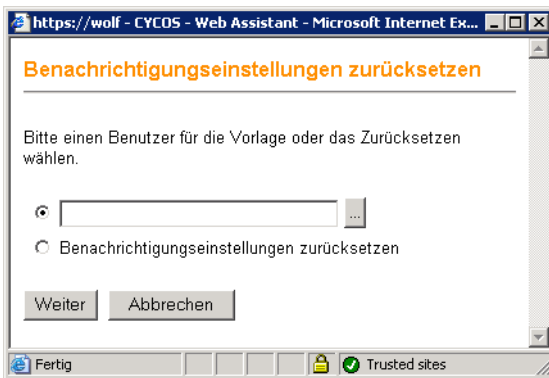 https://wolf - CYCOS - Web Assistant - Microsoft Internet Ex...
Benachrichtigungseinstellungen zurücksetzen
Bitte einen Benutzer für die Vorlage oder das Zurücksetzen
wählen.
...
Benachrichtigungseinstellungen zurücksetzen
Weiter Abbrechen
Fertig Trusted sites